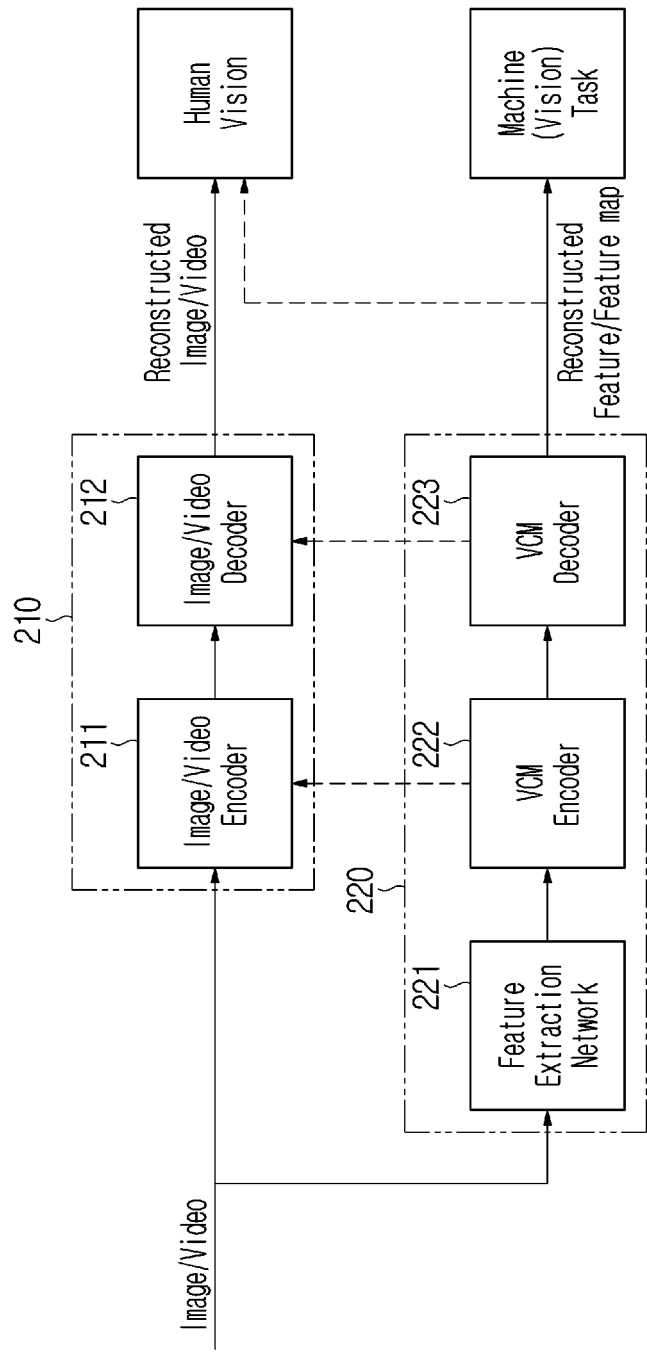 Image/Video
210
211
Image/Video
Encoder
212
Image/Video
Decoder
Reconstructed
Image/Video
Human
Vision
220
221
Feature
Extraction
Network
222
VCM
Encoder
223
VCM
Decoder
Reconstructed
Feature/Feature map
Machine
(Vision)
Task